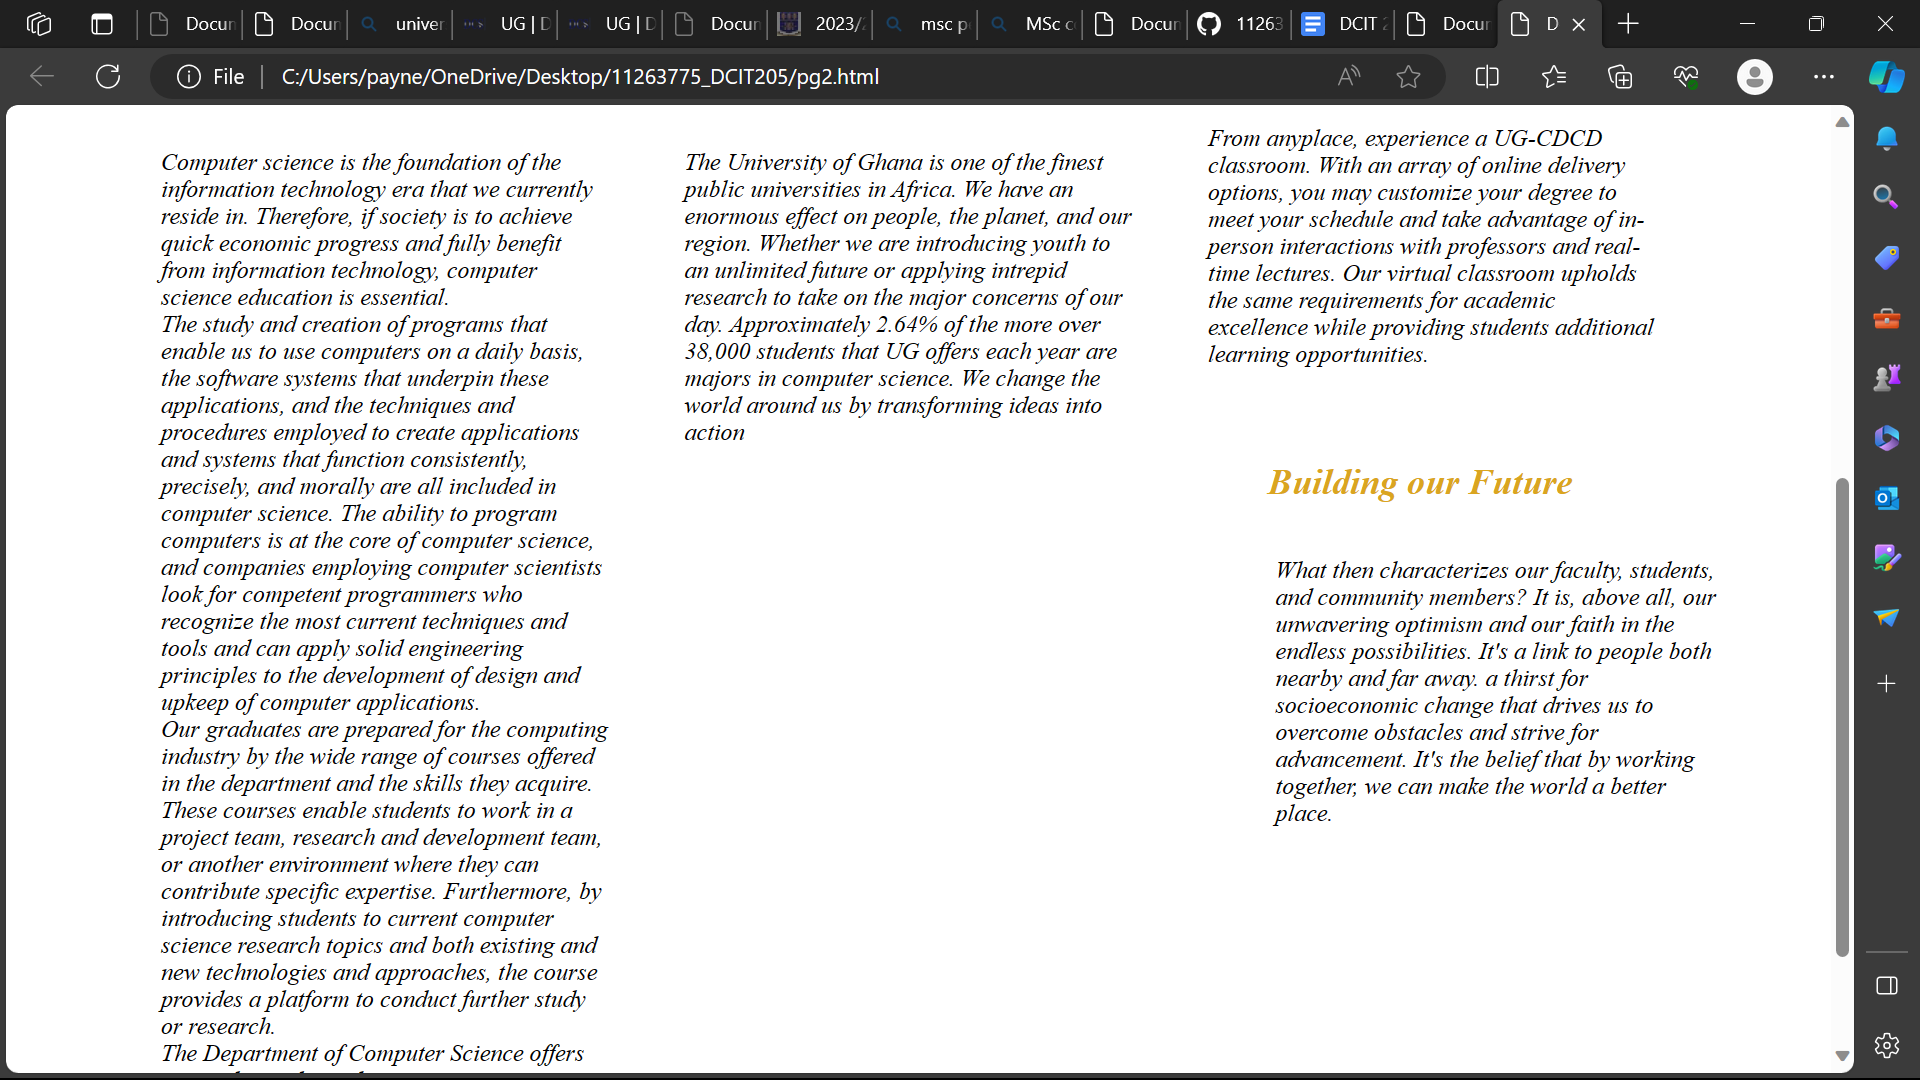 Docun
Docun
univer
UG | D
UG | D
Docun
2023/2
msc p
MSc c
Docun
11263
DCIT 2
Docur
D
File
C:/Users/payne/OneDrive/Desktop/11263775_DCIT205/pg2.html
Computer science is the foundation of the
information technology era that we currently
reside in. Therefore, if society is to achieve
quick economic progress and fully benefit
from information technology, computer
science education is essential.
The study and creation of programs that
enable us to use computers on a daily basis,
the software systems that underpin these
applications, and the techniques and
procedures employed to create applications
and systems that function consistently,
precisely, and morally are all included in
computer science. The ability to program
computers is at the core of computer science,
and companies employing computer scientists
look for competent programmers who
recognize the most current techniques and
tools and can apply solid engineering
principles to the development of design and
upkeep of computer applications.
Our graduates are prepared for the computing
industry by the wide range of courses offered
in the department and the skills they acquire.
These courses enable students to work in a
project team, research and development team,
or another environment where they can
contribute specific expertise. Furthermore, by
introducing students to current computer
science research topics and both existing and
new technologies and approaches, the course
provides a platform to conduct further study
or research.
The Department of Computer Science offers
The University of Ghana is one of the finest
public universities in Africa. We have an
enormous effect on people, the planet, and our
region. Whether we are introducing youth to
an unlimited future or applying intrepid
research to take on the major concerns of our
day. Approximately 2.64% of the more over
38,000 students that UG offers each year are
majors in computer science. We change the
world around us by transforming ideas into
action
From anyplace, experience a UG-CDCD
classroom. With an array of online delivery
options, you may customize your degree to
meet your schedule and take advantage of in-
person interactions with professors and real-
time lectures. Our virtual classroom upholds
the same requirements for academic
excellence while providing students additional
learning opportunities.
Building our Future
What then characterizes our faculty, students,
and community members? It is, above all, our
unwavering optimism and our faith in the
endless possibilities. It's a link to people both
nearby and far away. a thirst for
socioeconomic change that drives us to
overcome obstacles and strive for
advancement. It's the belief that by working
together, we can make the world a better
place.